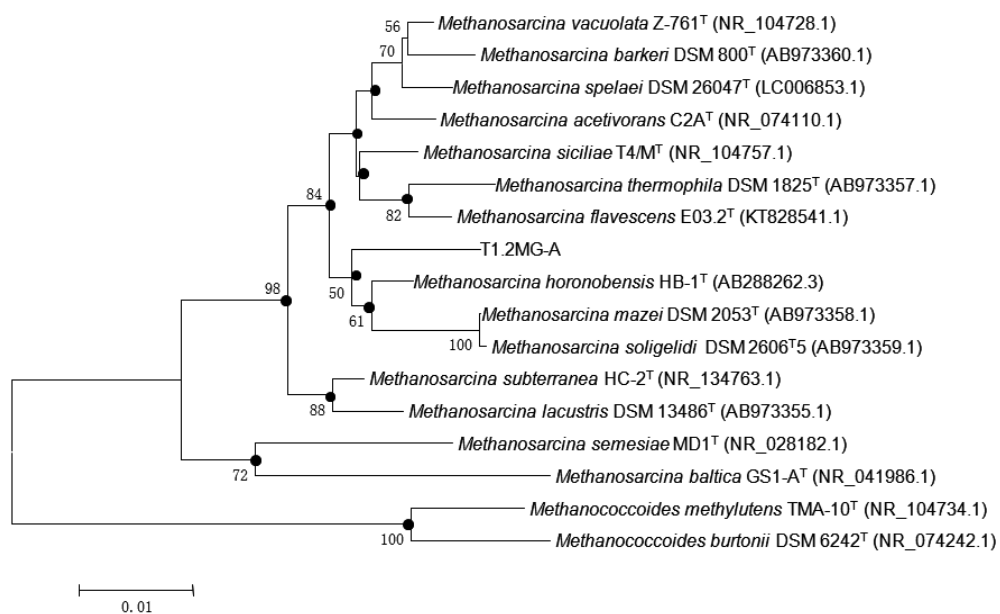 56
Methanosarcina vacuolata Z-761ᵀ (NR_104728.1)
70
Methanosarcina barkeri DSM 800ᵀ (AB973360.1)
Methanosarcina spelaei DSM 26047ᵀ (LC006853.1)
Methanosarcina acetivorans C2Aᵀ (NR_074110.1)
Methanosarcina siciliae T4/Mᵀ (NR_104757.1)
84
Methanosarcina thermophila DSM 1825ᵀ (AB973357.1)
82
Methanosarcina flavescens E03.2ᵀ (KT828541.1)
T1.2MG-A
98
50
Methanosarcina horonobensis HB-1ᵀ (AB288262.3)
61
Methanosarcina mazei DSM 2053ᵀ (AB973358.1)
100
Methanosarcina soligelidi DSM 2606ᵀ5 (AB973359.1)
Methanosarcina subterranea HC-2ᵀ (NR_134763.1)
88
Methanosarcina lacustris DSM 13486ᵀ (AB973355.1)
Methanosarcina semesiae MD1ᵀ (NR_028182.1)
72
Methanosarcina baltica GS1-Aᵀ (NR_041986.1)
Methanococcoides methylutens TMA-10ᵀ (NR_104734.1)
100
Methanococcoides burtonii DSM 6242ᵀ (NR_074242.1)
0.01